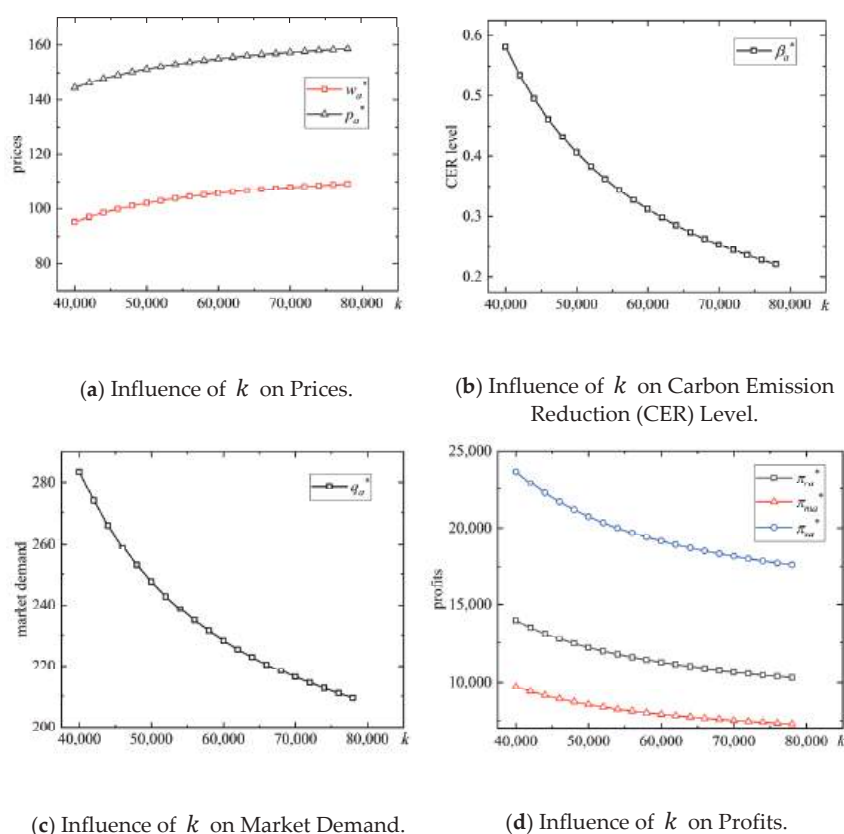 160
140
120
100
80
prices
w_a*
p_a*
40,000 50,000 60,000 70,000 80,000 k
(a) Influence of k on Prices.
0.6
0.5
0.4
0.3
0.2
CER level
β_a*
40,000 50,000 60,000 70,000 80,000 k
(b) Influence of k on Carbon Emission
Reduction (CER) Level.
280
260
240
220
200
market demand
q_a*
40,000 50,000 60,000 70,000 80,000 k
(c) Influence of k on Market Demand.
25,000
20,000
15,000
10,000
profits
π_ra*
π_ma*
π_sa*
40,000 50,000 60,000 70,000 80,000 k
(d) Influence of k on Profits.